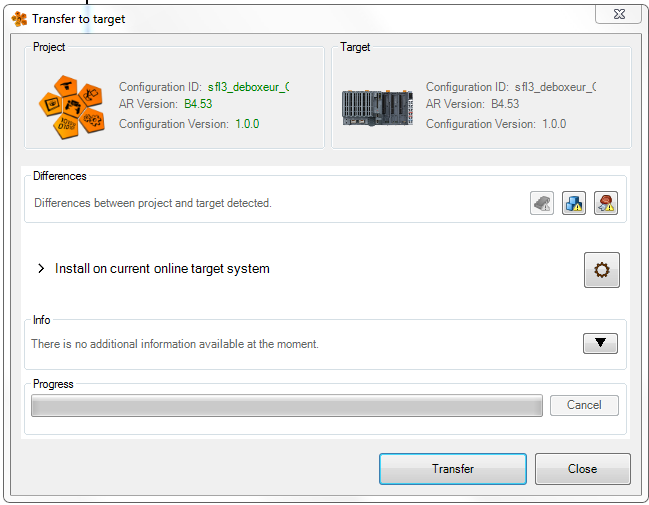 Transfer to target
Project
Configuration ID: sfl3_deboxeur_(
AR Version: B4.53
Configuration Version: 1.0.0
Target
Configuration ID: sfl3_deboxeur_(
AR Version: B4.53
Configuration Version: 1.0.0
Differences
Differences between project and target detected.
Install on current online target system
Info
There is no additional information available at the moment.
Progress
Cancel
Transfer
Close